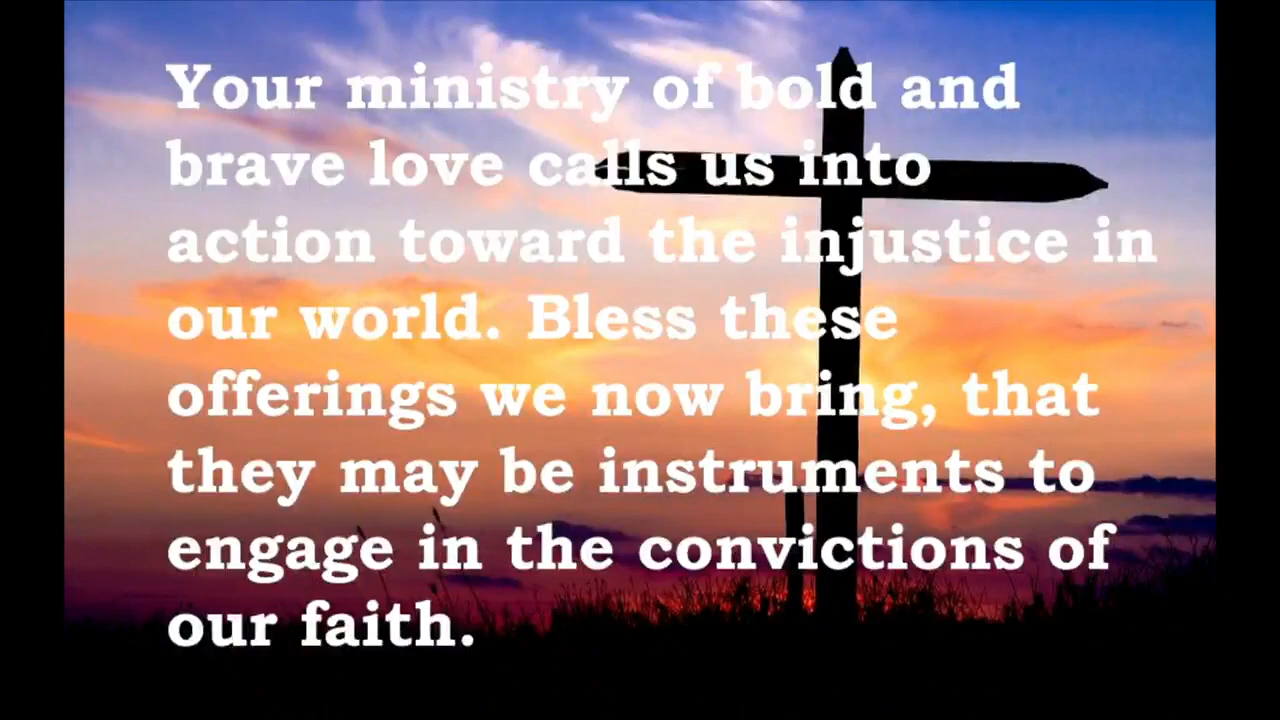 Your ministry of bold and
brave love calls us into
action toward the injustice in
our world. Bless these
offerings we now bring, that
they may be instruments to
engage in the convictions of
our faith.